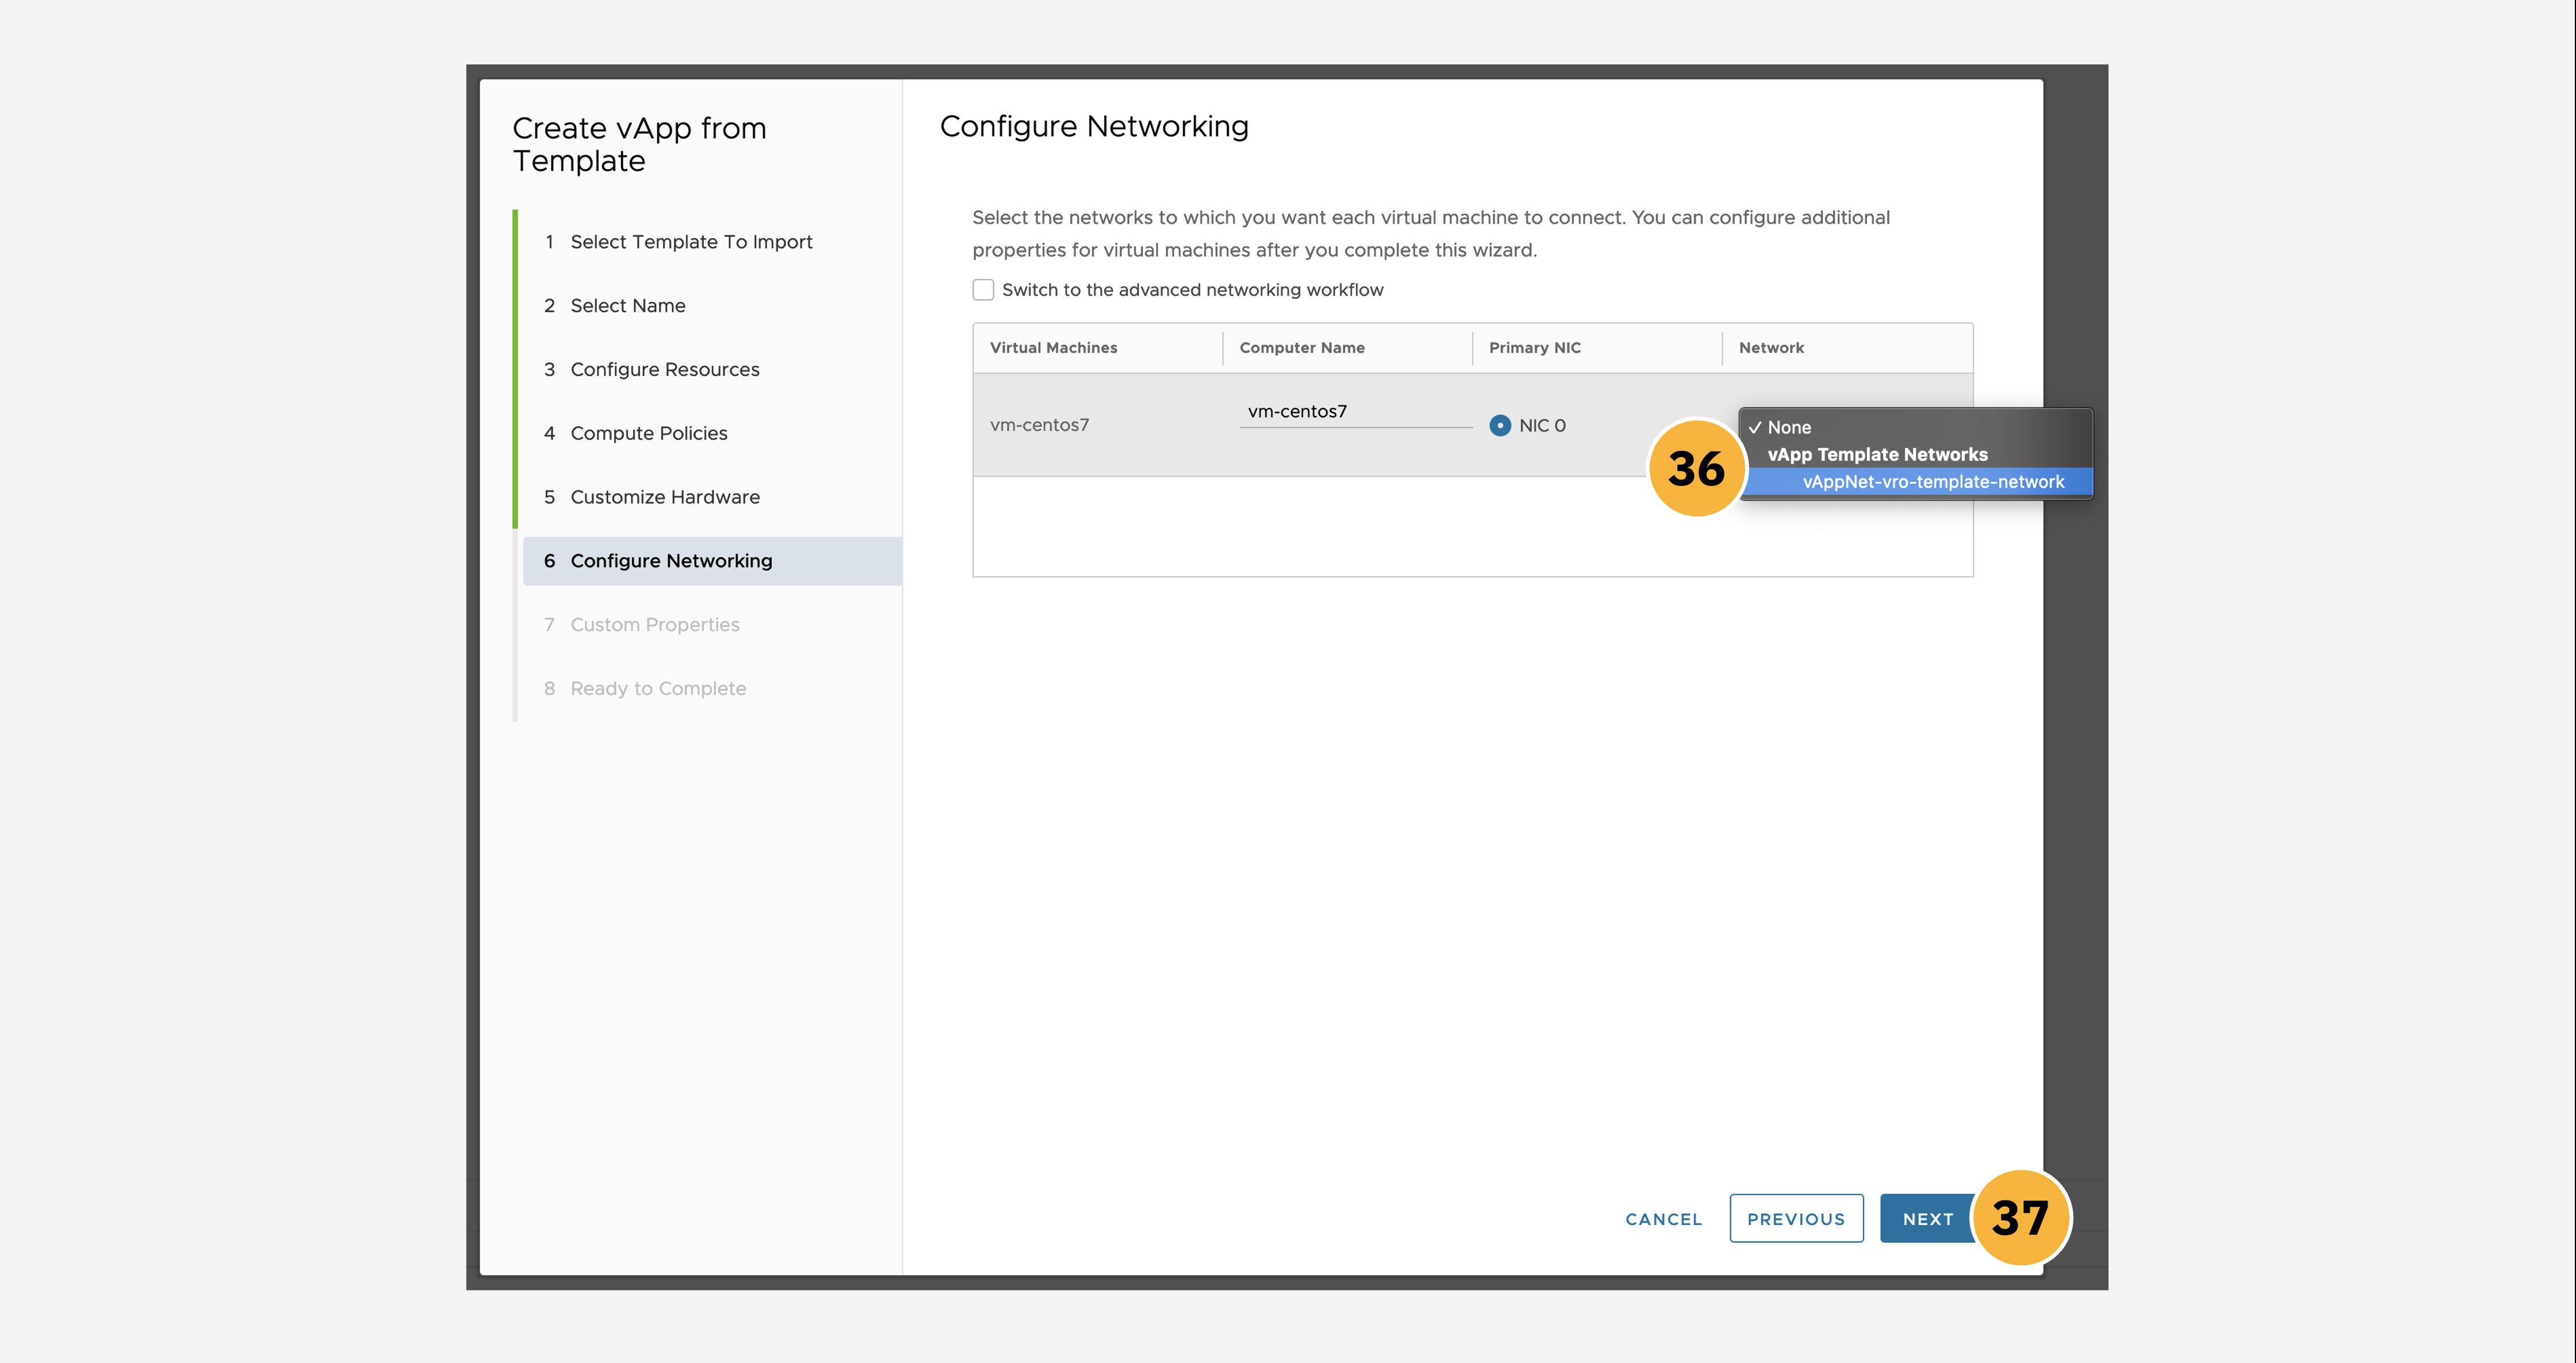 Create vApp from
Template
1 Select Template To Import
2 Select Name
3 Configure Resources
4 Compute Policies
5 Customize Hardware
6 Configure Networking
7 Custom Properties
8 Ready to Complete
Configure Networking
Select the networks to which you want each virtual machine to connect. You can configure additional
properties for virtual machines after you complete this wizard.
Switch to the advanced networking workflow
Virtual Machines Computer Name Primary NIC Network
vm-centos7 vm-centos7 NIC 0
36
✓ None
vApp Template Networks
vAppNet-vro-template-network
CANCEL PREVIOUS NEXT 37